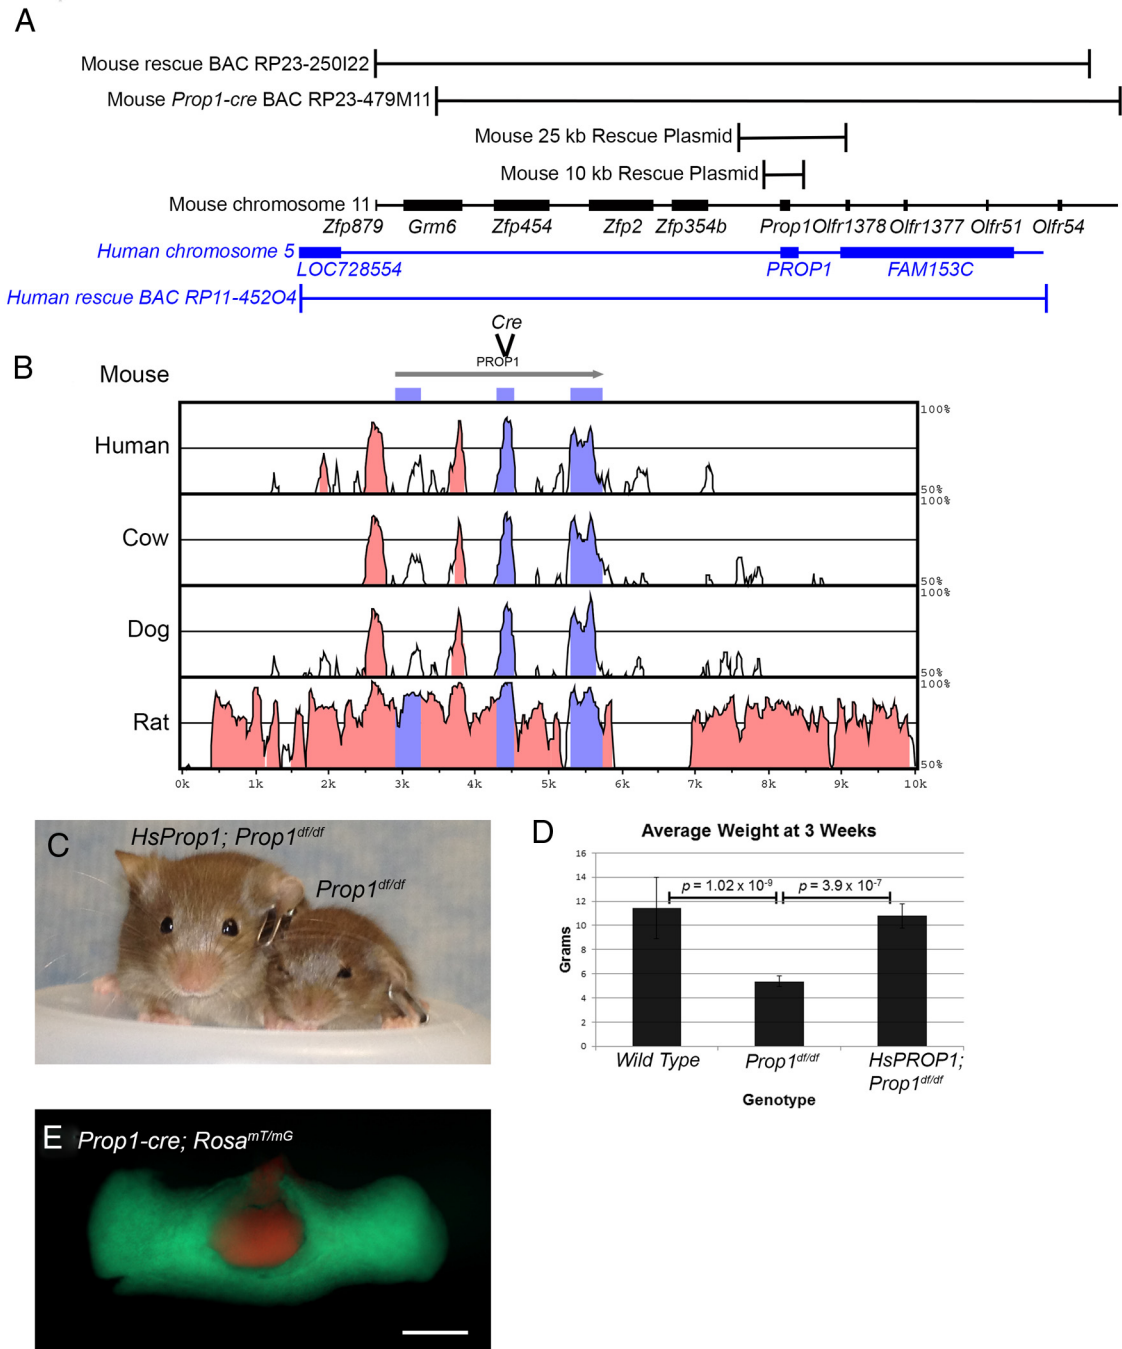 A
Mouse rescue BAC RP23-250I22
Mouse Prop1-cre BAC RP23-479M11
Mouse 25 kb Rescue Plasmid
Mouse 10 kb Rescue Plasmid
Mouse chromosome 11
Zfp879 Grm6 Zfp454 Zfp2 Zfp354b Prop1 Olfr1378 Olfr1377 Olfr51 Olfr54
Human chromosome 5
LOC728554 PROP1 FAM153C
Human rescue BAC RP11-452O4
Cre
B
PROP1
Mouse
100%
Human
50%
100%
Cow
50%
100%
Dog
50%
100%
Rat
50%
0k 1k 2k 3k 4k 5k 6k 7k 8k 9k 10k
C
HsProp1; Prop1df/df
Prop1df/df
D
Average Weight at 3 Weeks
16
14
12
10
8
6
4
2
0
p = 1.02 x 10-9 p = 3.9 x 10-7
Grams
Wild Type Prop1df/df HsPROP1;
Prop1df/df
Genotype
E Prop1-cre; RosamT/mG